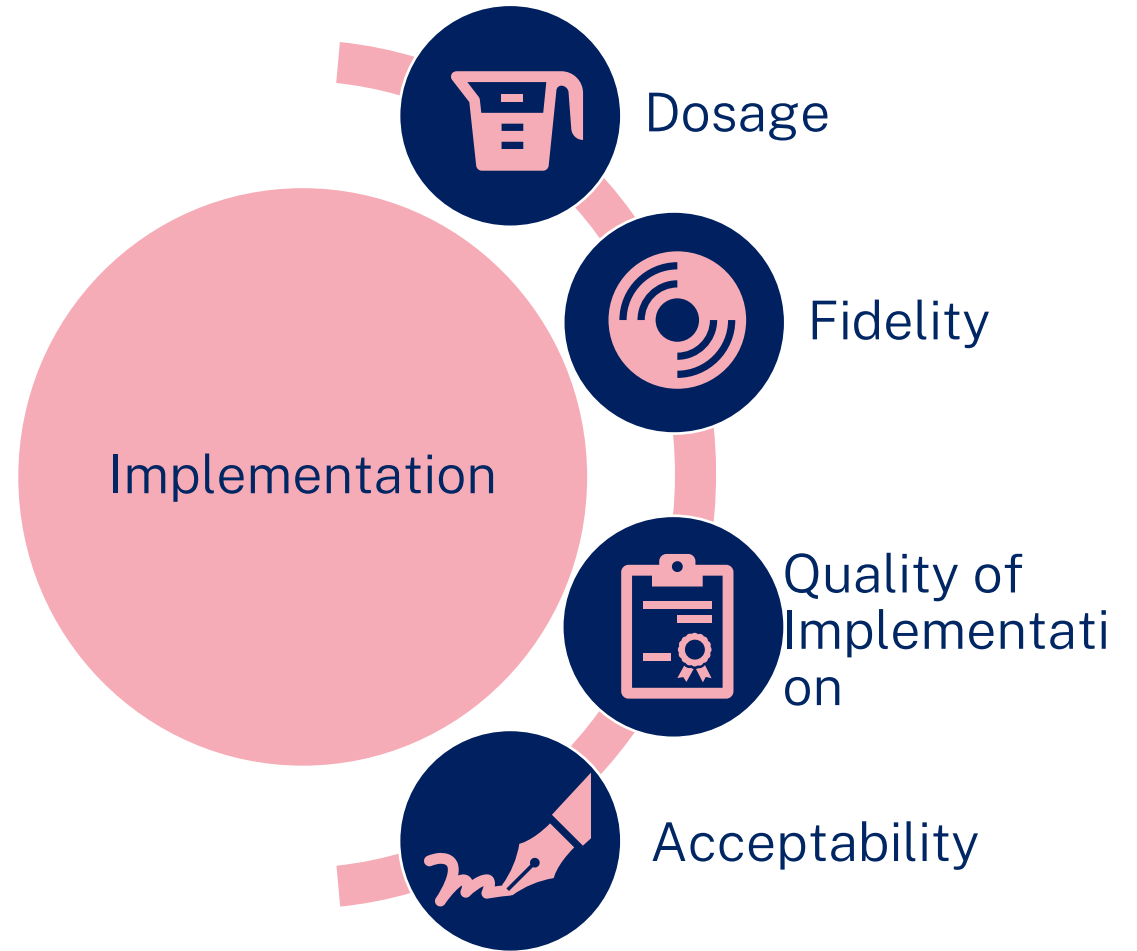 Dosage
Fidelity
Implementation
Quality of
Implementati
on
Acceptability